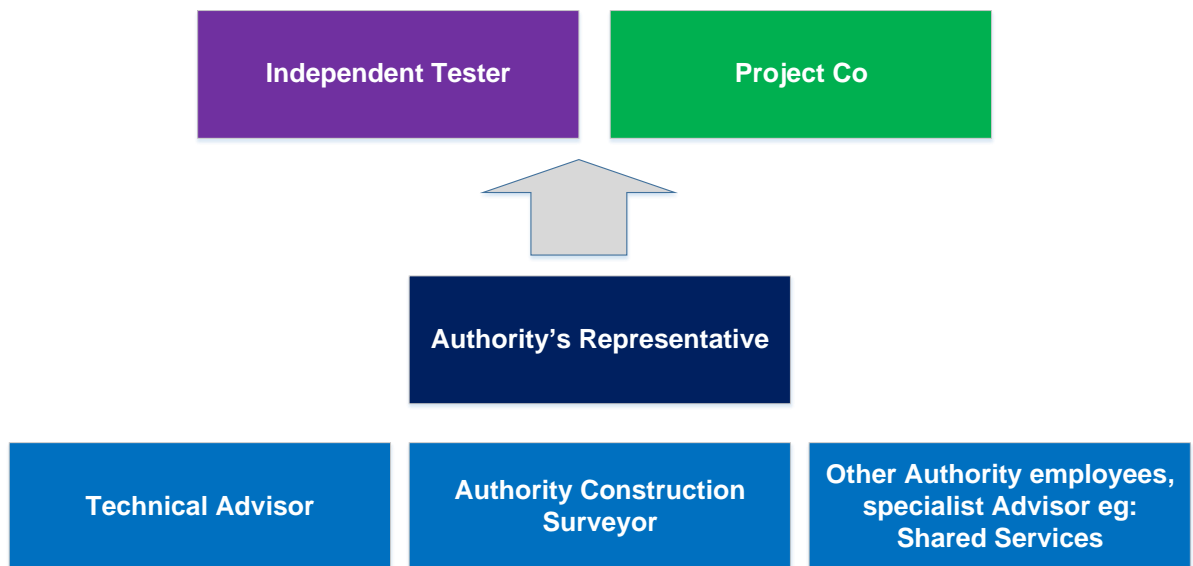 Independent Tester
Project Co
Authority’s Representative
Technical Advisor
Authority Construction
Surveyor
Other Authority employees,
specialist Advisor eg:
Shared Services